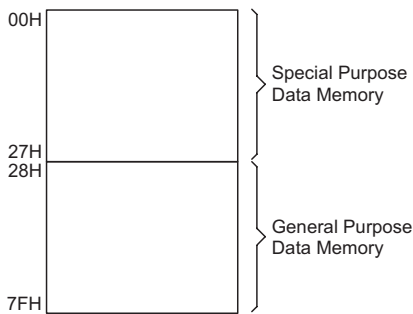 00H
Special Purpose
Data Memory
27H
28H
General Purpose
Data Memory
7FH